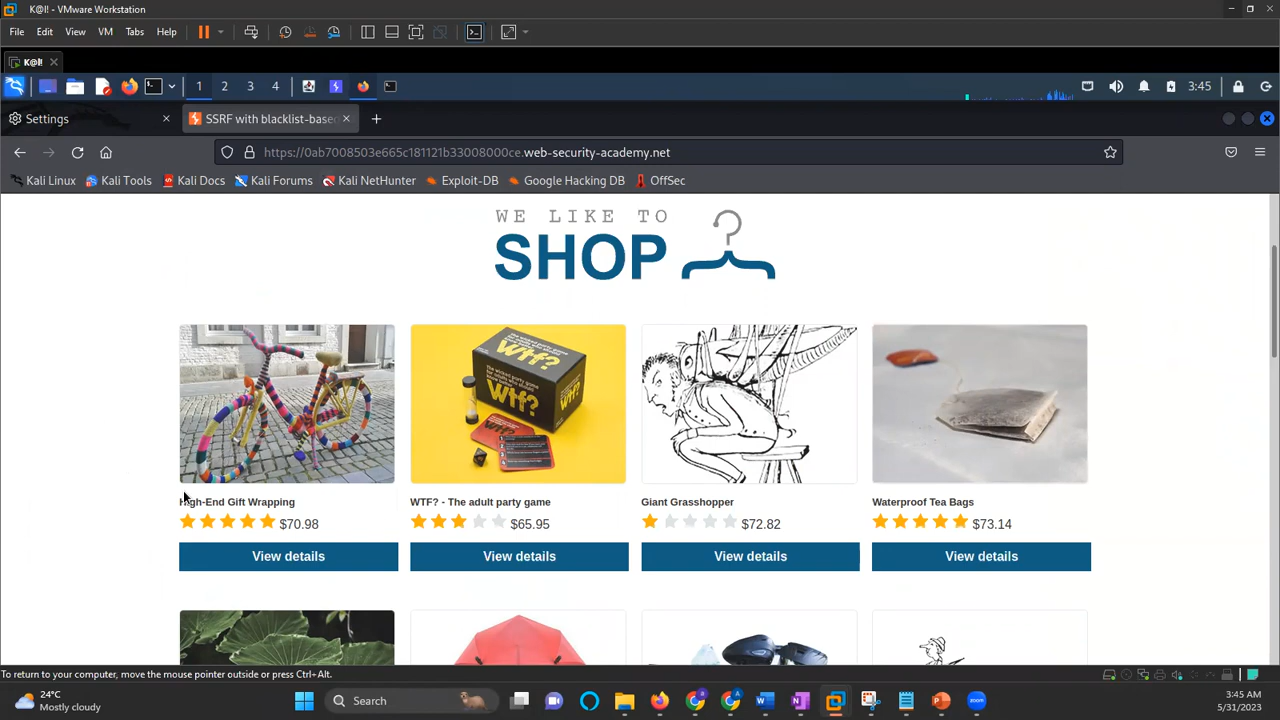 K@l! - VMware Workstation
File Edit View VM Tabs Help
K@l!
1 2 3 4 3:45
Settings SSRF with blacklist-based
https://0ab7008503e665c181121b33008000ce.web-security-academy.net
Kali Linux Kali Tools Kali Docs Kali Forums Kali NetHunter Exploit-DB Google Hacking DB OffSec
WE LIKE TO
SHOP
High-End Gift Wrapping WTF? - The adult party game Giant Grasshopper Waterproof Tea Bags
$70.98 $65.95 $72.82 $73.14
View details View details View details View details
To return to your computer, move the mouse pointer outside or press Ctrl+Alt.
24°C
Mostly cloudy
Search
3:45 AM
5/31/2023